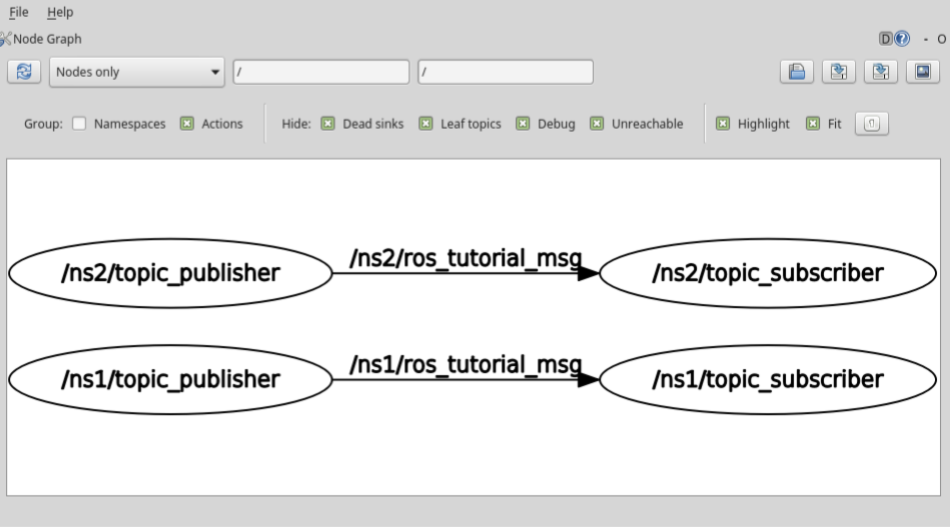 File Help
Node Graph D ? - O
Nodes only / /
Group: Namespaces Actions Hide: Dead sinks Leaf topics Debug Unreachable Highlight Fit
/ns2/topic_publisher /ns2/ros_tutorial_msg /ns2/topic_subscriber
/ns1/topic_publisher /ns1/ros_tutorial_msg /ns1/topic_subscriber